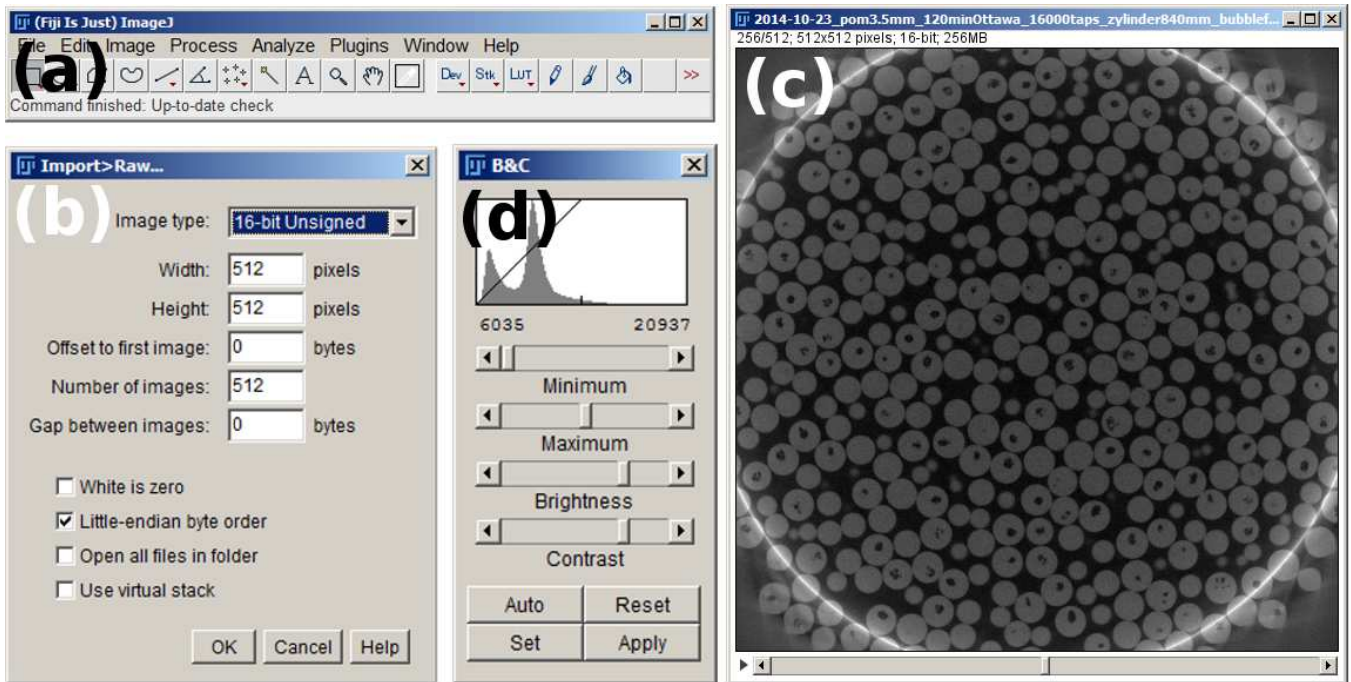 (Fiji Is Just) ImageJ
File Edit Image Process Analyze Plugins Window Help
(a)
A Dev Stk LUT >>
Command finished: Up-to-date check
Import>Raw...
(b)
Image type: 16-bit Unsigned
Width: 512 pixels
Height: 512 pixels
Offset to first image: 0 bytes
Number of images: 512
Gap between images: 0 bytes
White is zero
Little-endian byte order
Open all files in folder
Use virtual stack
OK Cancel Help
B&C
(d)
6035 20937
Minimum
Maximum
Brightness
Contrast
Auto Reset
Set Apply
2014-10-23_pom3.5mm_120minOttawa_16000taps_zylinder840mm_bubblef...
256/512; 512x512 pixels; 16-bit; 256MB
(c)